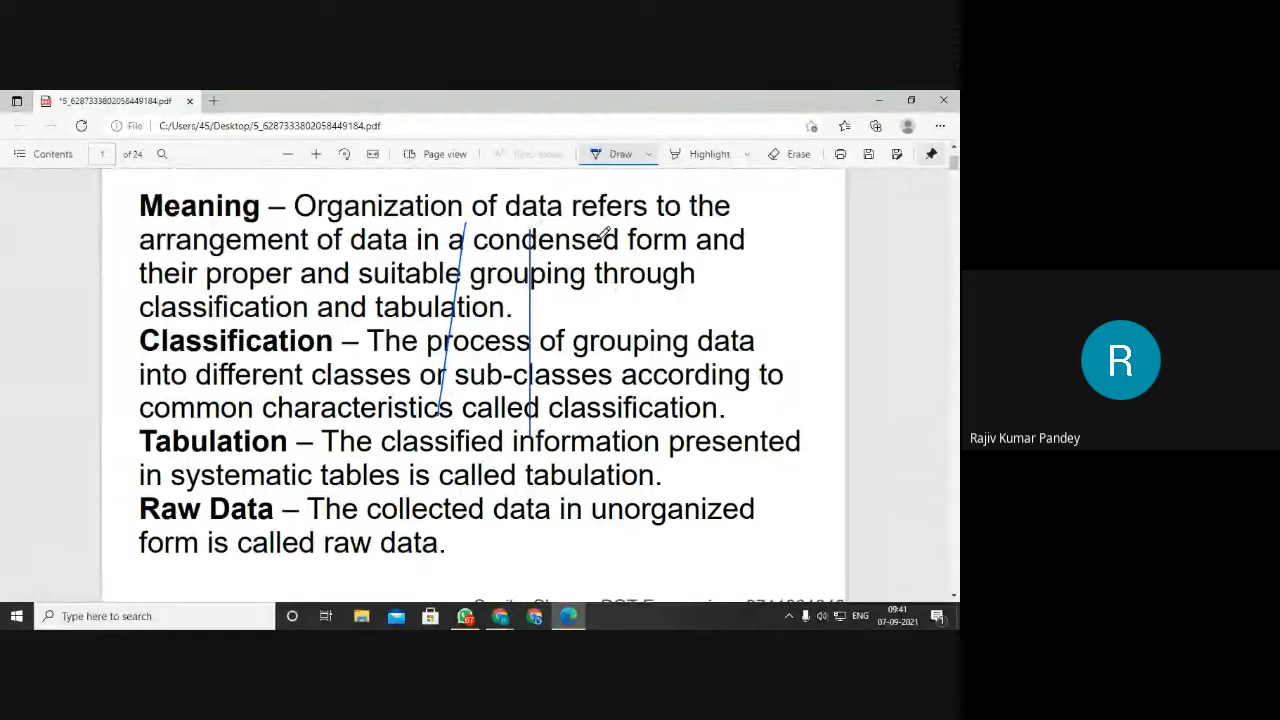 *5_6287333802058449184.pdf
File C:/Users/45/Desktop/5_6287333802058449184.pdf
Contents 1 of 24 Page view Draw Highlight Erase
Meaning – Organization of data refers to the
arrangement of data in a condensed form and
their proper and suitable grouping through
classification and tabulation.
Classification – The process of grouping data
into different classes or sub-classes according to
common characteristics called classification.
Tabulation – The classified information presented
in systematic tables is called tabulation.
Raw Data – The collected data in unorganized
form is called raw data.
R
Rajiv Kumar Pandey
Type here to search
67
ENG
09:41
07-09-2021